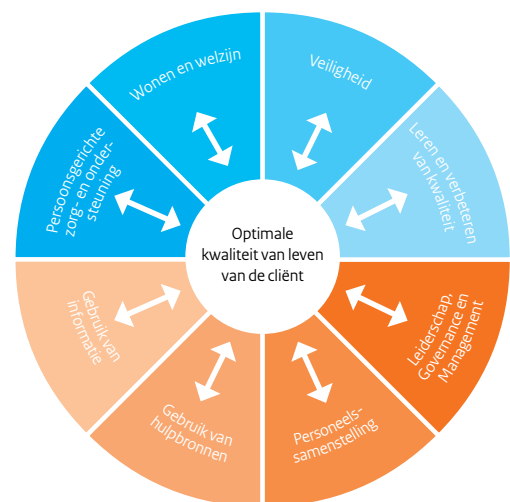 Wonen en welzijn
Veiligheid
Leren en verbeteren
van kwaliteit
Leiderschap,
Governance en
Management
Personeels-
samenstelling
Gebruik van
hulpbronnen
Gebruik van
informatie
Persoonsgerichte
zorg- en onder-
steuning
Optimale
kwaliteit van leven
van de cliënt